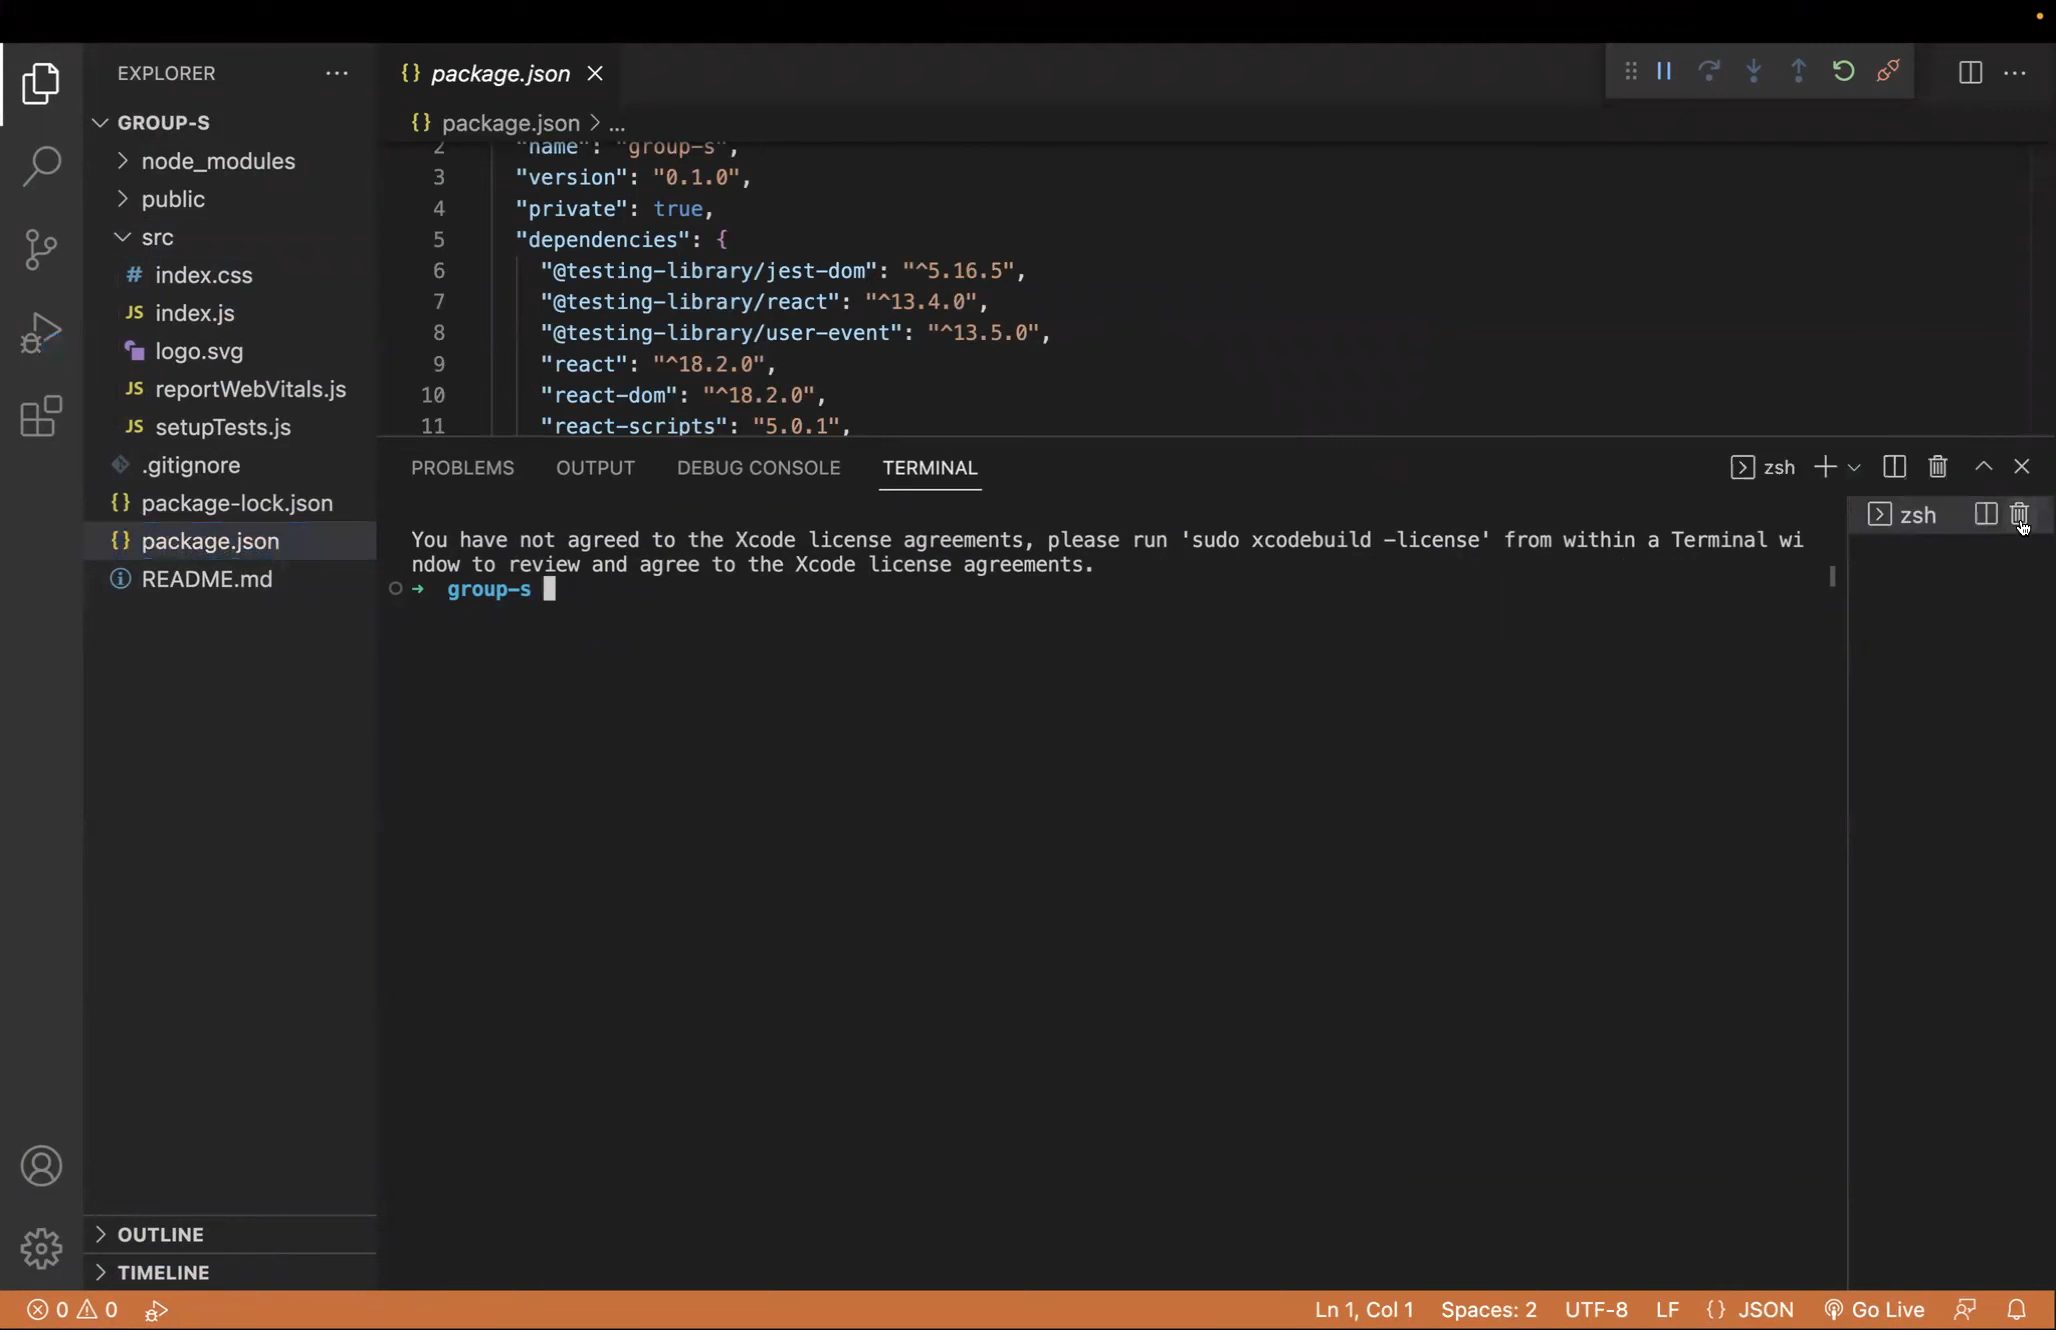 EXPLORER
GROUP-S
node_modules
public
src
# index.css
JS index.js
logo.svg
JS reportWebVitals.js
JS setupTests.js
.gitignore
{} package-lock.json
{} package.json
README.md
OUTLINE
TIMELINE
{} package.json
{} package.json > ...
2 "name": "group-s",
3 "version": "0.1.0",
4 "private": true,
5 "dependencies": {
6 "@testing-library/jest-dom": "^5.16.5",
7 "@testing-library/react": "^13.4.0",
8 "@testing-library/user-event": "^13.5.0",
9 "react": "^18.2.0",
10 "react-dom": "^18.2.0",
11 "react-scripts": "5.0.1",
PROBLEMS OUTPUT DEBUG CONSOLE TERMINAL zsh
You have not agreed to the Xcode license agreements, please run 'sudo xcodebuild -license' from within a Terminal wi
ndow to review and agree to the Xcode license agreements.
→ group-s
zsh
0 0 Ln 1, Col 1 Spaces: 2 UTF-8 LF {} JSON Go Live